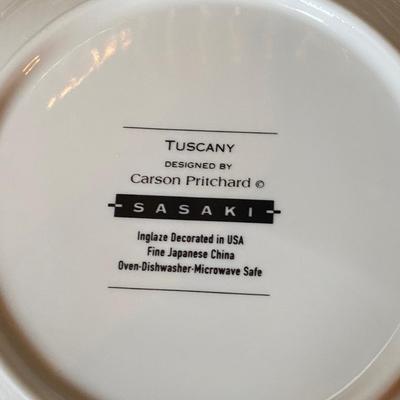 TUSCANY
DESIGNED BY
Carson Pritchard ©
SASAKI
Inglaze Decorated in USA
Fine Japanese China
Oven-Dishwasher-Microwave Safe